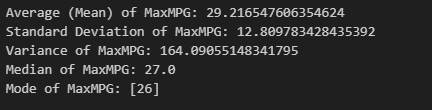 Average (Mean) of MaxMPG: 29.216547606354624
Standard Deviation of MaxMPG: 12.809783428435392
Variance of MaxMPG: 164.09055148341795
Median of MaxMPG: 27.0
Mode of MaxMPG: [26]